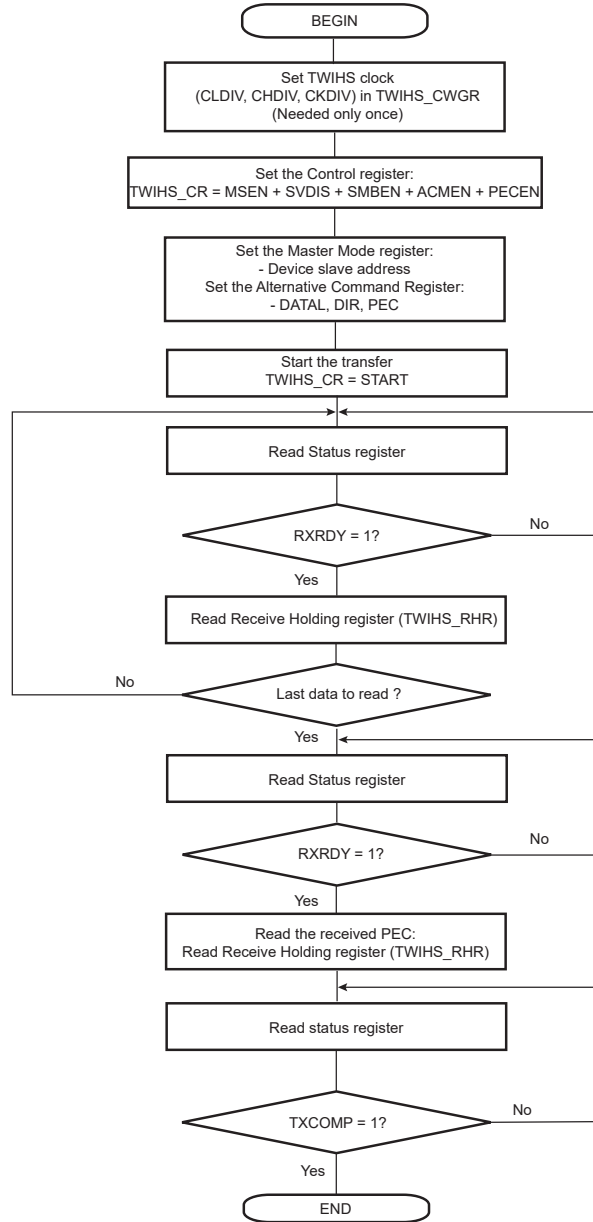 BEGIN
Set TWIHS clock
(CLDIV, CHDIV, CKDIV) in TWIHS_CWGR
(Needed only once)
Set the Control register:
TWIHS_CR = MSEN + SVDIS + SMBEN + ACMEN + PECEN
Set the Master Mode register:
- Device slave address
Set the Alternative Command Register:
- DATAL, DIR, PEC
Start the transfer
TWIHS_CR = START
Read Status register
RXRDY = 1?
No
Yes
Read Receive Holding register (TWIHS_RHR)
No
Last data to read ?
Yes
Read Status register
RXRDY = 1?
No
Yes
Read the received PEC:
Read Receive Holding register (TWIHS_RHR)
Read status register
TXCOMP = 1?
No
Yes
END